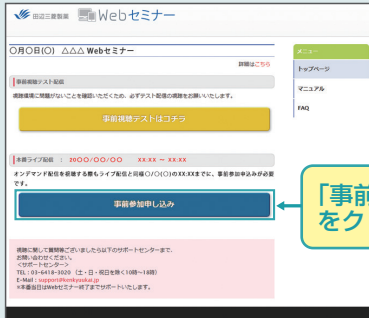 田辺三菱製薬 Webセミナー
〇月〇日(〇) △△△ Webセミナー
詳細はこちら
事前視聴テスト配信
視聴環境に問題がないことを確認いただくため、必ずテスト配信の視聴をお願いいたします。
事前視聴テストはコチラ
本番ライブ配信 : 20〇〇/〇〇/〇〇 XX:XX ~ XX:XX
オンデマンド配信を視聴する際もライブ配信と同様〇/〇(〇)のXX:XXまでに、事前参加申込みが必要
です。
事前参加申し込み
視聴に関して質問等ございましたら以下のサポートセンターまで、
お問い合わせください。
<サポートセンター>
TEL:03-6418-3020 (土・日・祝日を除く10時~18時)
E-Mail:support@kenkyuukai.jp
※本番当日はWebセミナー終了までサポートいたします。
メニュー
トップページ
マニュアル
FAQ
「事前
をク